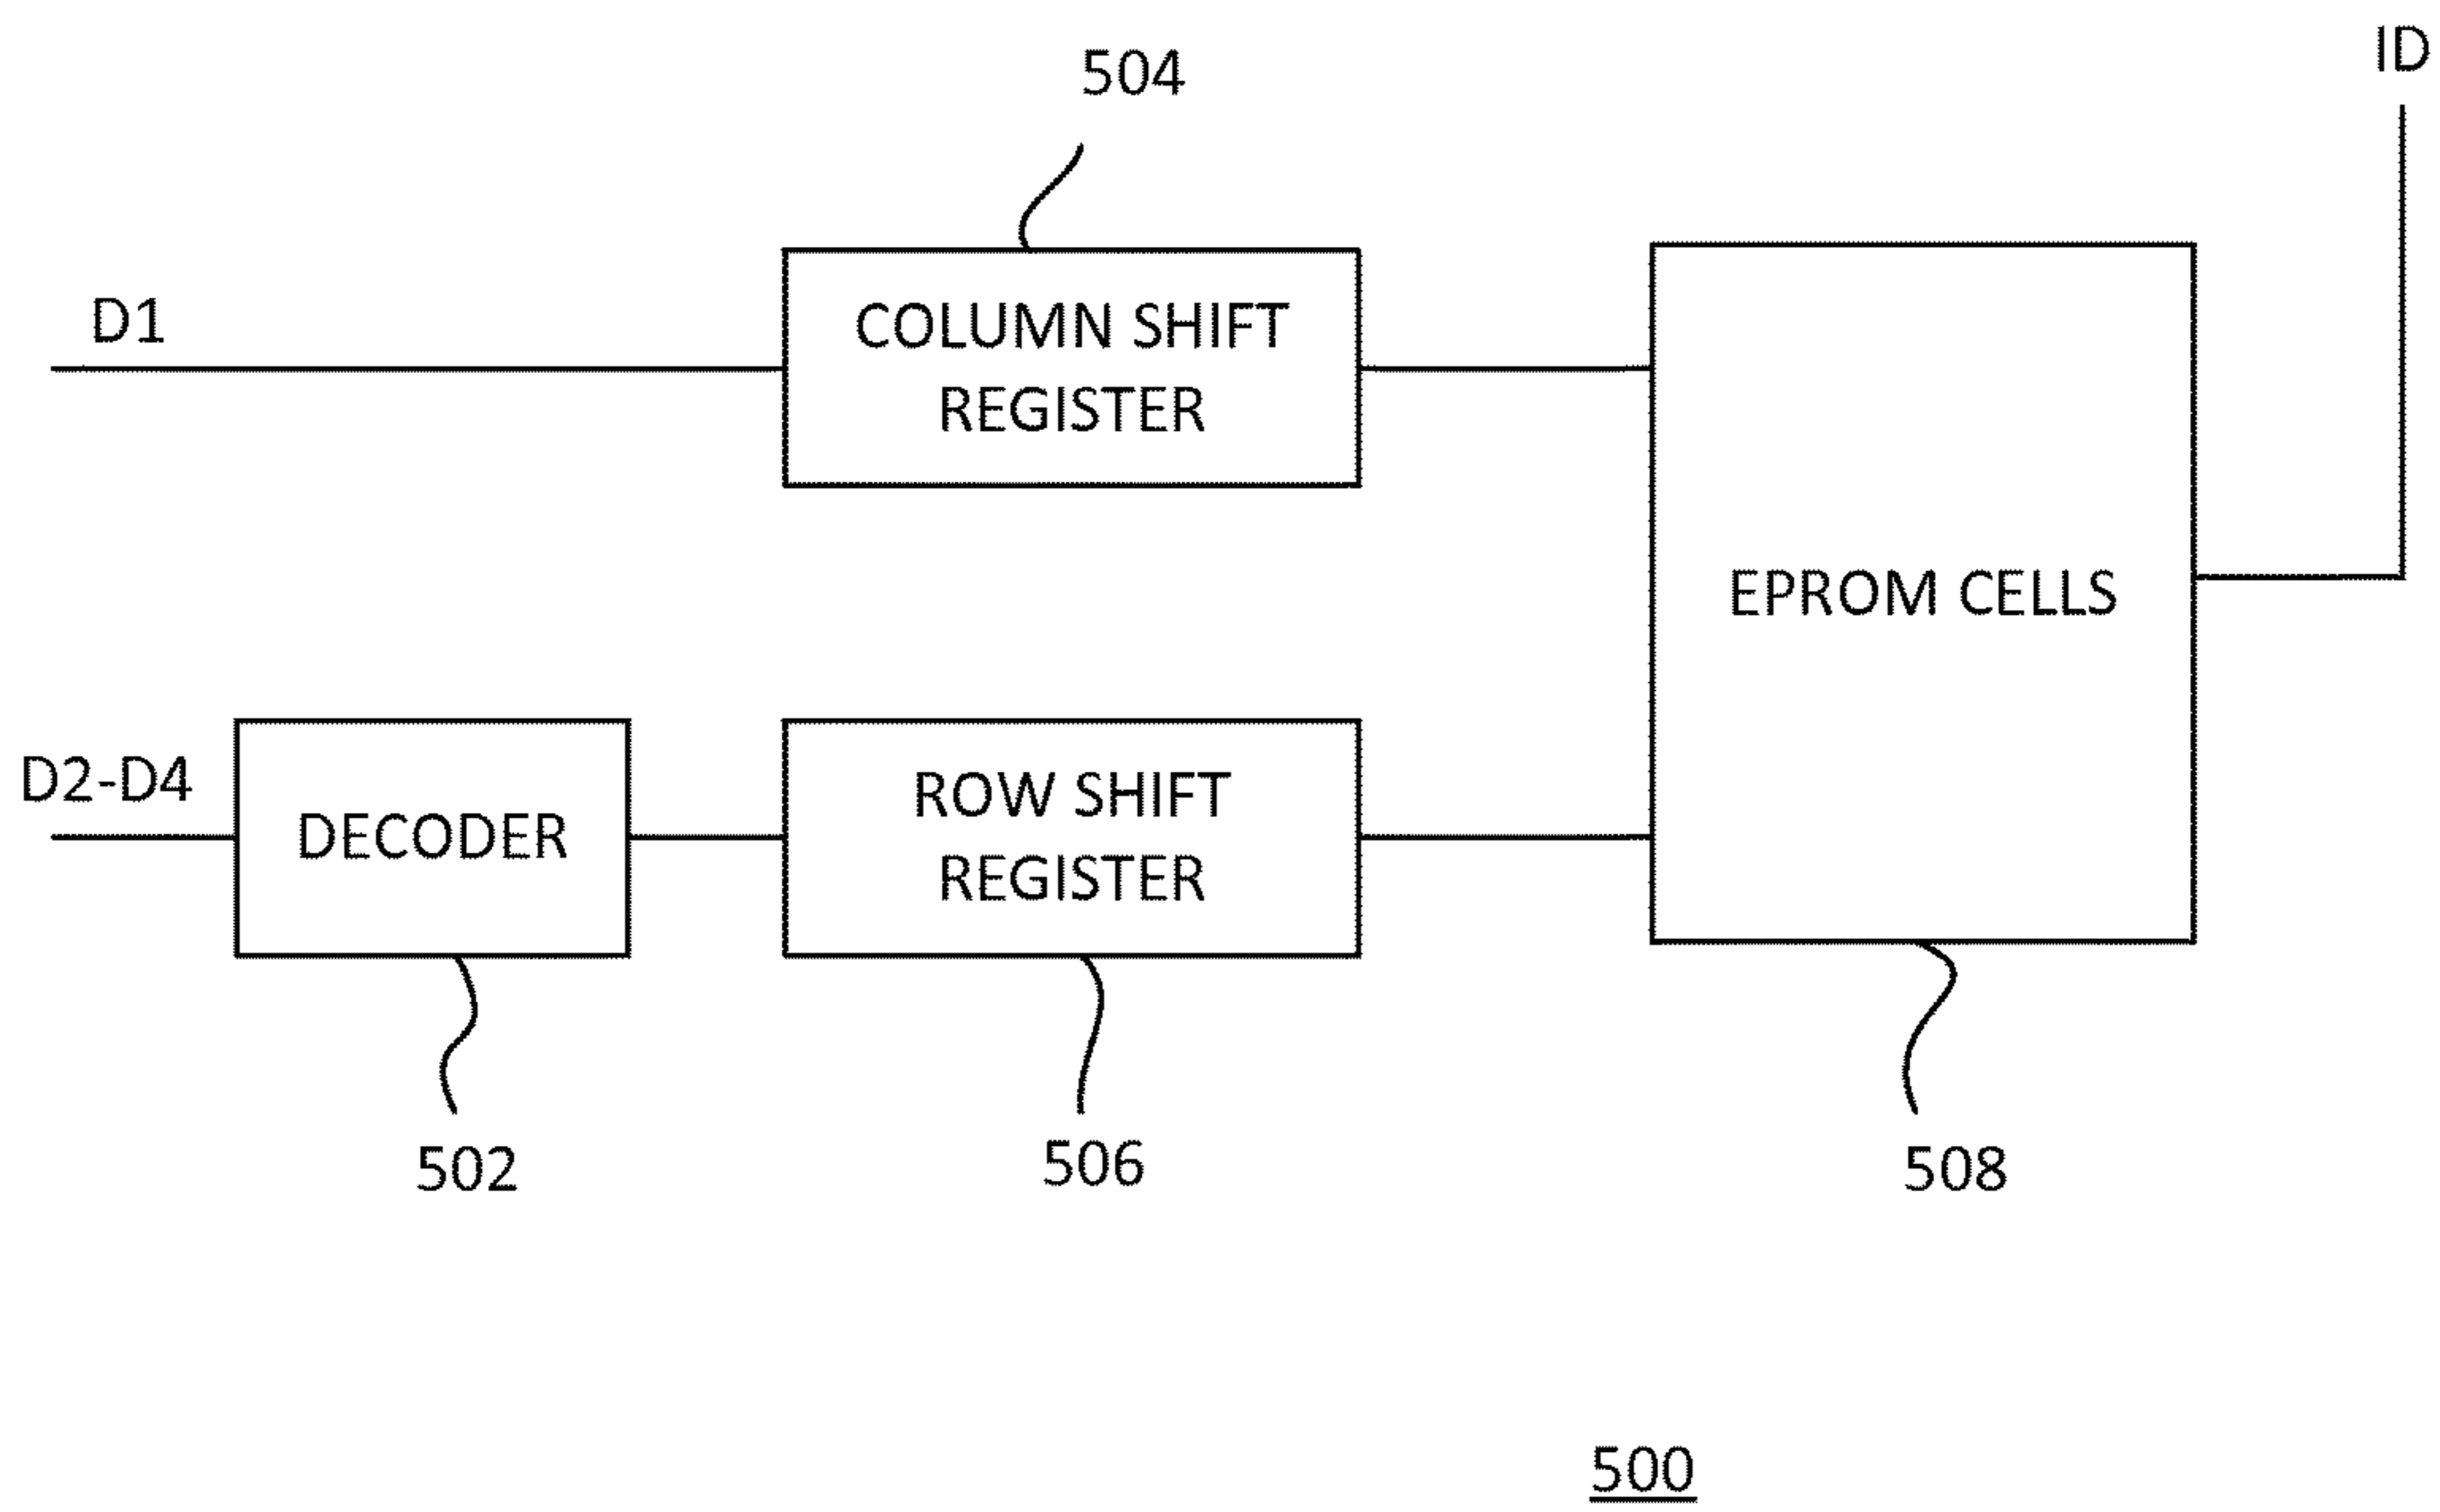 ID
504
D1
COLUMN SHIFT
REGISTER
EPROM CELLS
D2-D4
DECODER
ROW SHIFT
REGISTER
502
506
508
500